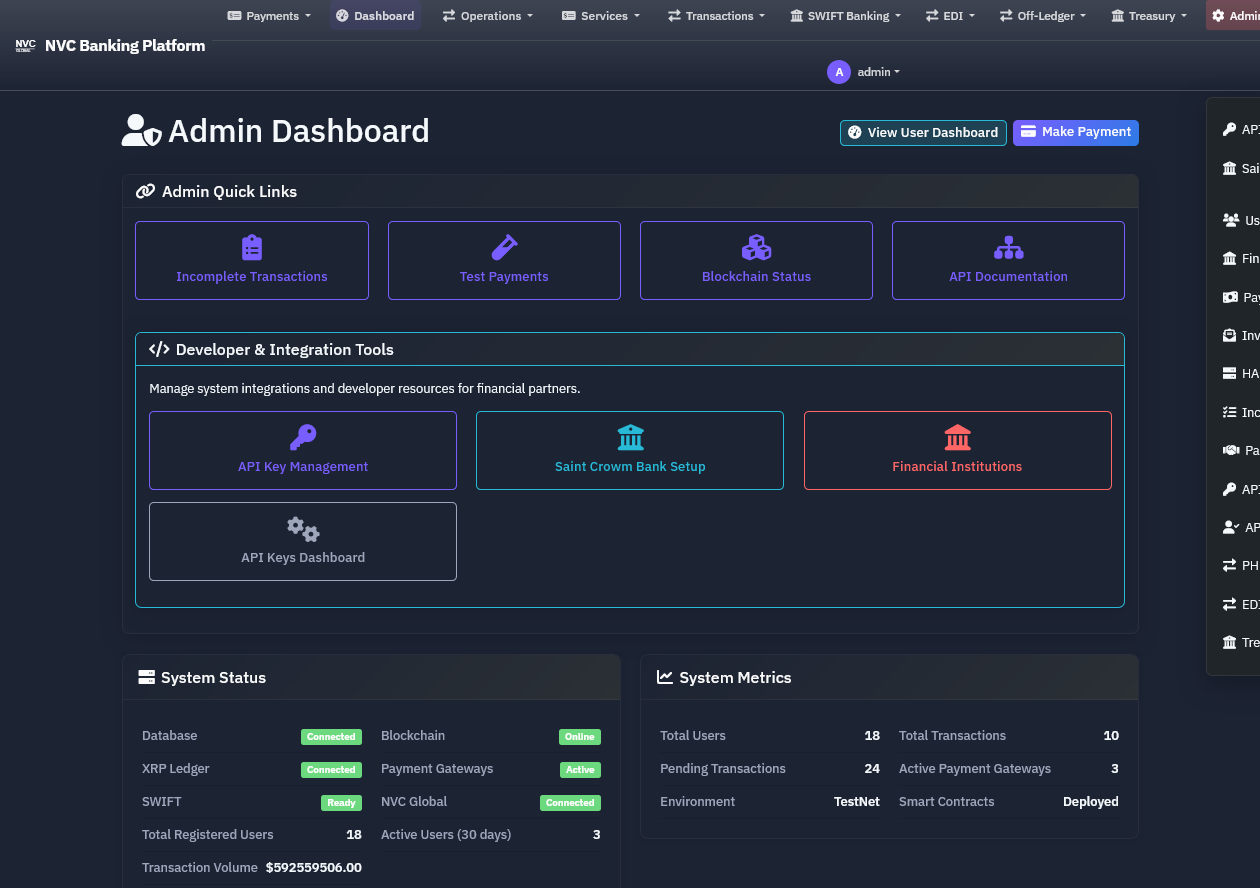 Payments
Dashboard
Operations
Services
Transactions
SWIFT Banking
EDI
Off-Ledger
Treasury
Admin
NVC
GLOBAL
NVC Banking Platform
A
admin
Admin Dashboard
View User Dashboard
Make Payment
Admin Quick Links
Incomplete Transactions
Test Payments
Blockchain Status
API Documentation
Developer & Integration Tools
Manage system integrations and developer resources for financial partners.
API Key Management
Saint Crowm Bank Setup
Financial Institutions
API Keys Dashboard
System Status
Database Connected Blockchain Online
XRP Ledger Connected Payment Gateways Active
SWIFT Ready NVC Global Connected
Total Registered Users 18 Active Users (30 days) 3
Transaction Volume $592559506.00
System Metrics
Total Users 18 Total Transactions 10
Pending Transactions 24 Active Payment Gateways 3
Environment TestNet Smart Contracts Deployed
API
Sai
Us
Fin
Pay
Inv
HA
Inc
Pa
API
AP
PH
EDI
Tre